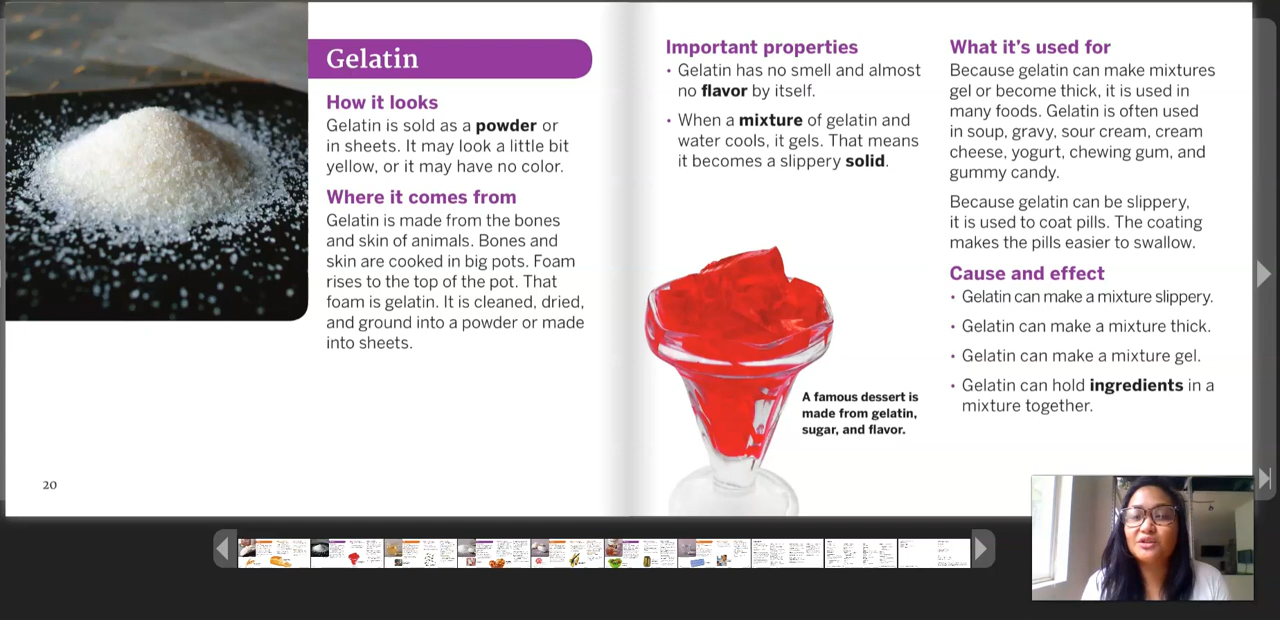 Gelatin
How it looks
Gelatin is sold as a powder or
in sheets. It may look a little bit
yellow, or it may have no color.
Where it comes from
Gelatin is made from the bones
and skin of animals. Bones and
skin are cooked in big pots. Foam
rises to the top of the pot. That
foam is gelatin. It is cleaned, dried,
and ground into a powder or made
into sheets.
20
Important properties
• Gelatin has no smell and almost
no flavor by itself.
• When a mixture of gelatin and
water cools, it gels. That means
it becomes a slippery solid.
A famous dessert is
made from gelatin,
sugar, and flavor.
What it's used for
Because gelatin can make mixtures
gel or become thick, it is used in
many foods. Gelatin is often used
in soup, gravy, sour cream, cream
cheese, yogurt, chewing gum, and
gummy candy.
Because gelatin can be slippery,
it is used to coat pills. The coating
makes the pills easier to swallow.
Cause and effect
• Gelatin can make a mixture slippery.
• Gelatin can make a mixture thick.
• Gelatin can make a mixture gel.
• Gelatin can hold ingredients in a
mixture together.